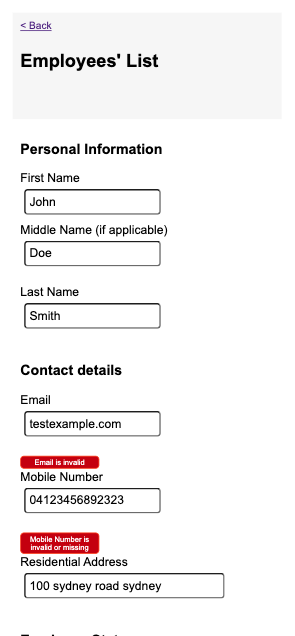 < Back
Employees' List
Personal Information
First Name
John
Middle Name (if applicable)
Doe
Last Name
Smith
Contact details
Email
testexample.com
Email is invalid
Mobile Number
04123456892323
Mobile Number is
invalid or missing
Residential Address
100 sydney road sydney